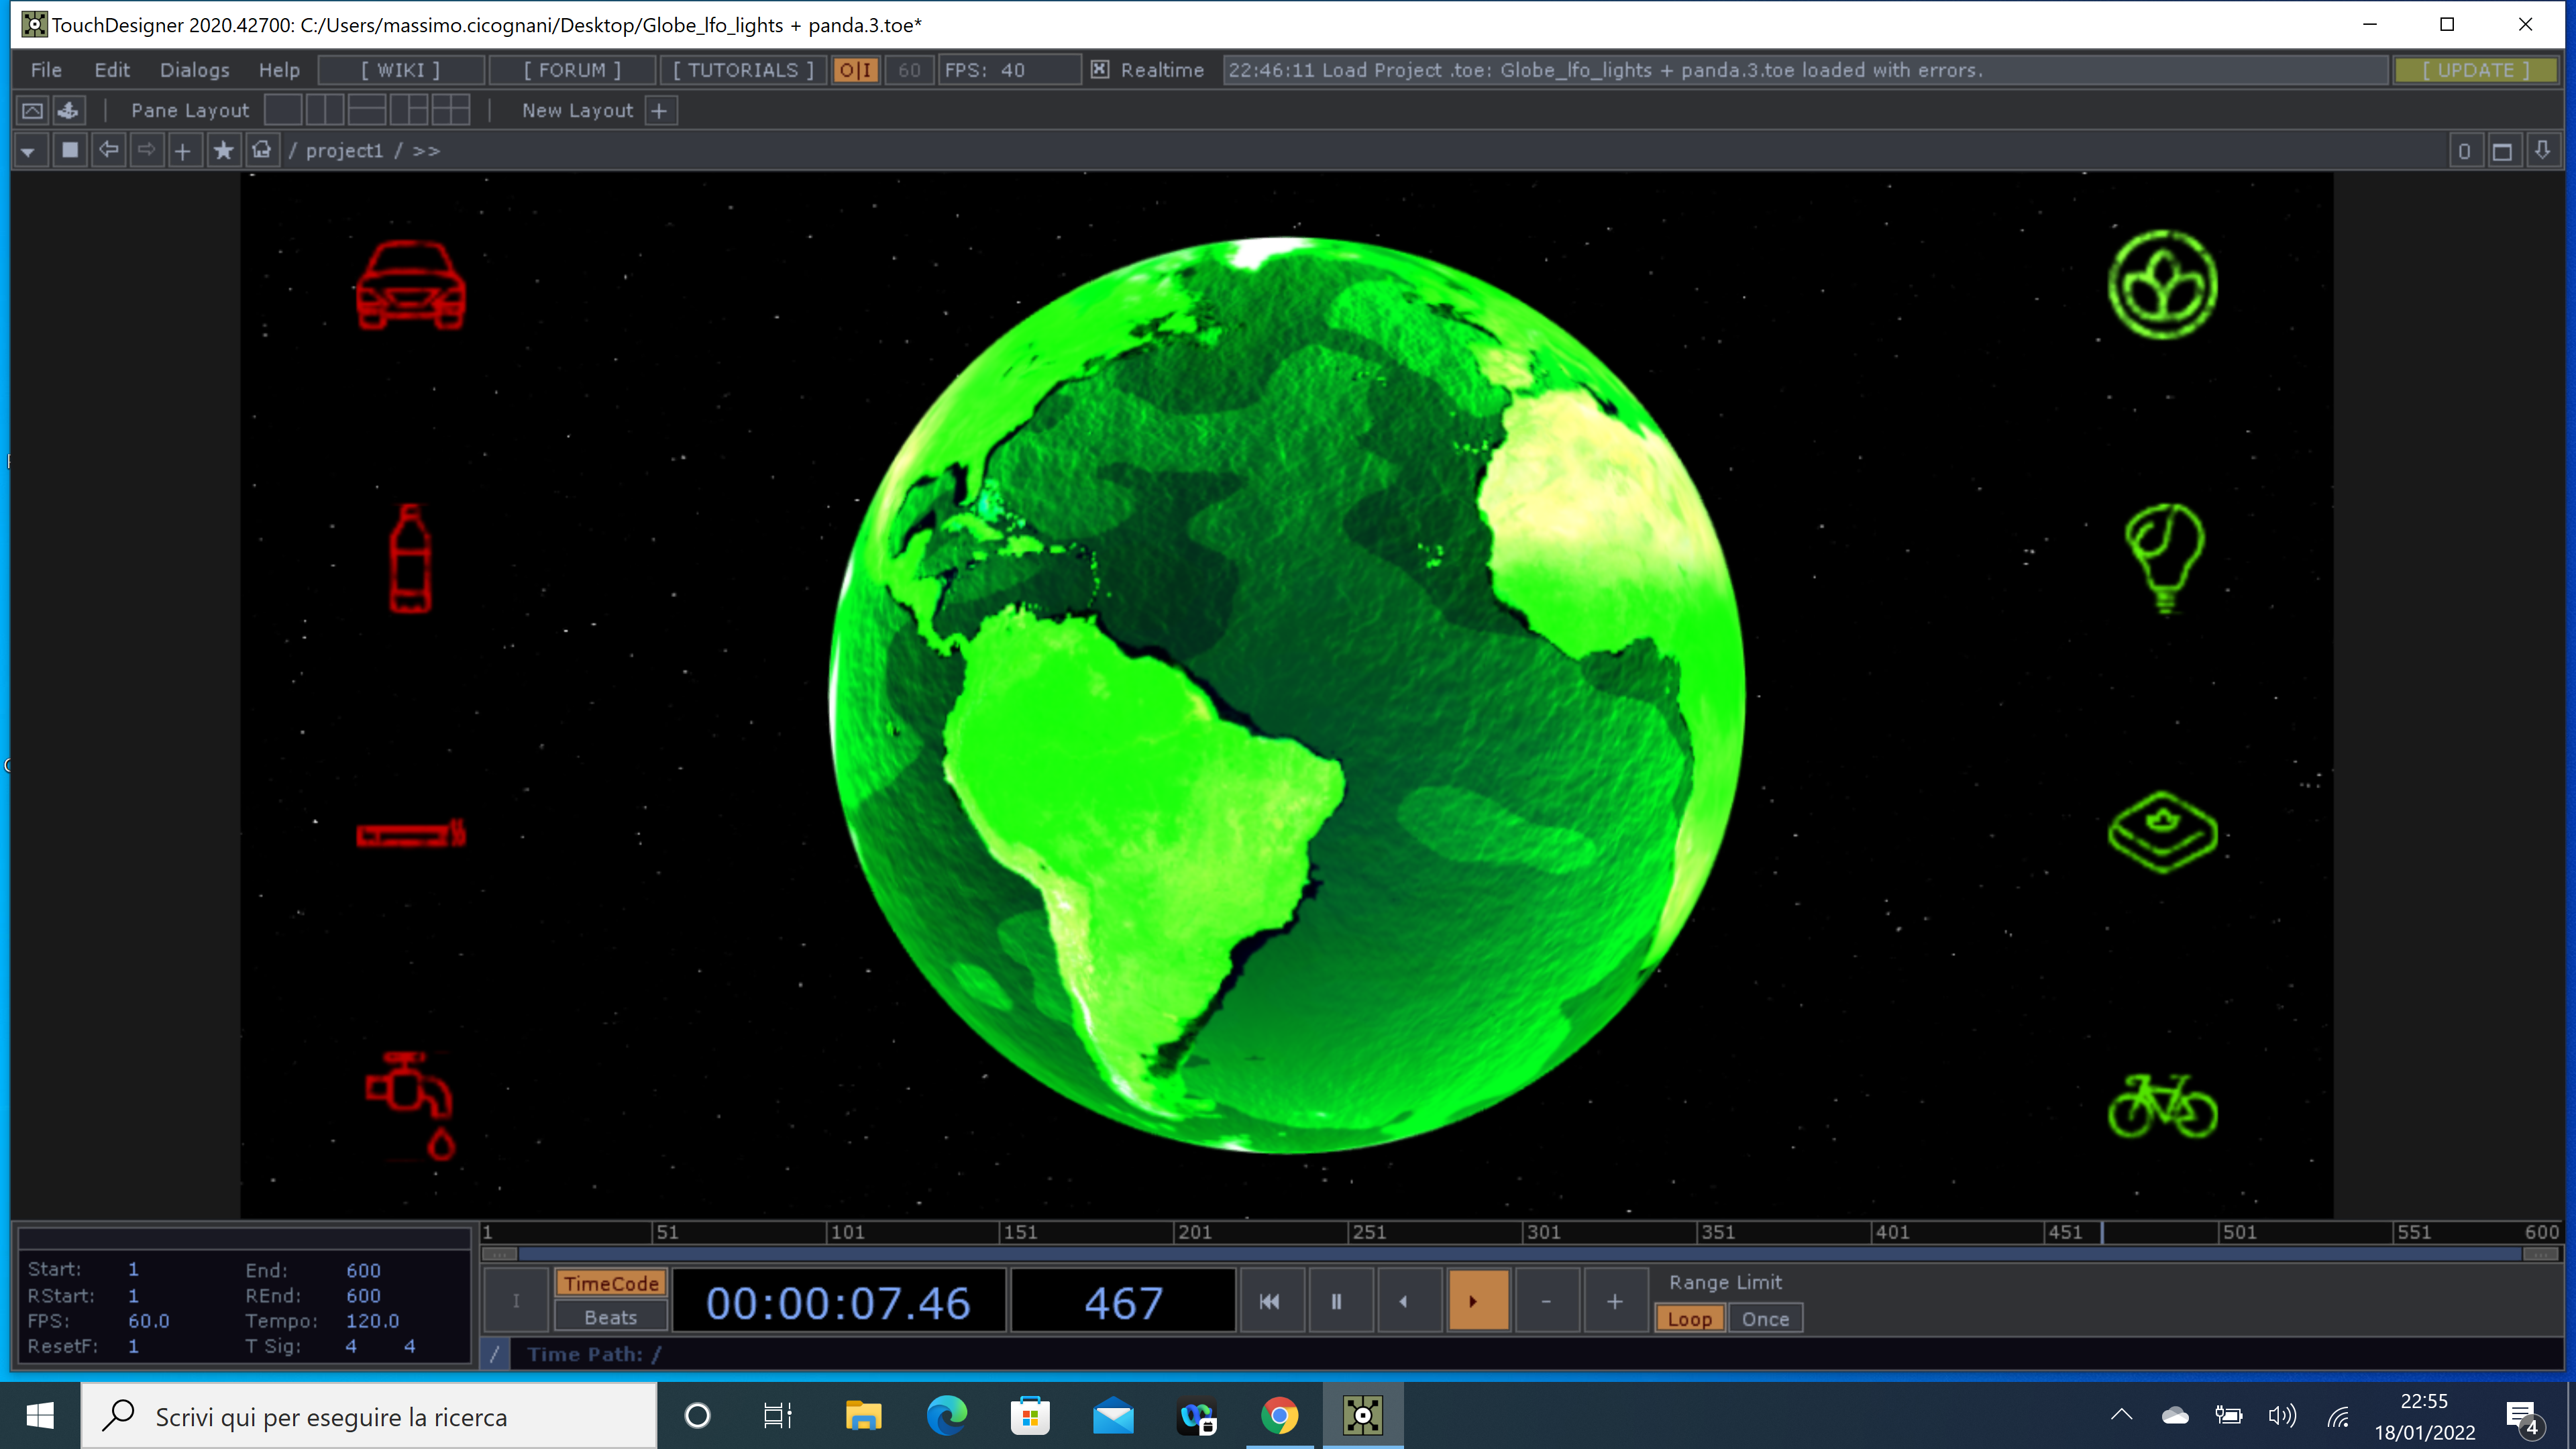 TouchDesigner 2020.42700: C:/Users/massimo.cicognani/Desktop/Globe_lfo_lights + panda.3.toe*
File Edit Dialogs Help [ WIKI ] [ FORUM ] [ TUTORIALS ] O|I 60 FPS: 40 Realtime 22:46:11 Load Project .toe: Globe_lfo_lights + panda.3.toe loaded with errors. [ UPDATE ]
Pane Layout New Layout +
/ project1 / >> 0
1 51 101 151 201 251 301 351 401 451 501 551 600
Start: 1 End: 600
RStart: 1 REnd: 600
FPS: 60.0 Tempo: 120.0
ResetF: 1 T Sig: 4 4
I TimeCode 00:00:07.46 467 - + Range Limit
Beats Loop Once
/ Time Path: /
Scrivi qui per eseguire la ricerca
22:55
18/01/2022
4